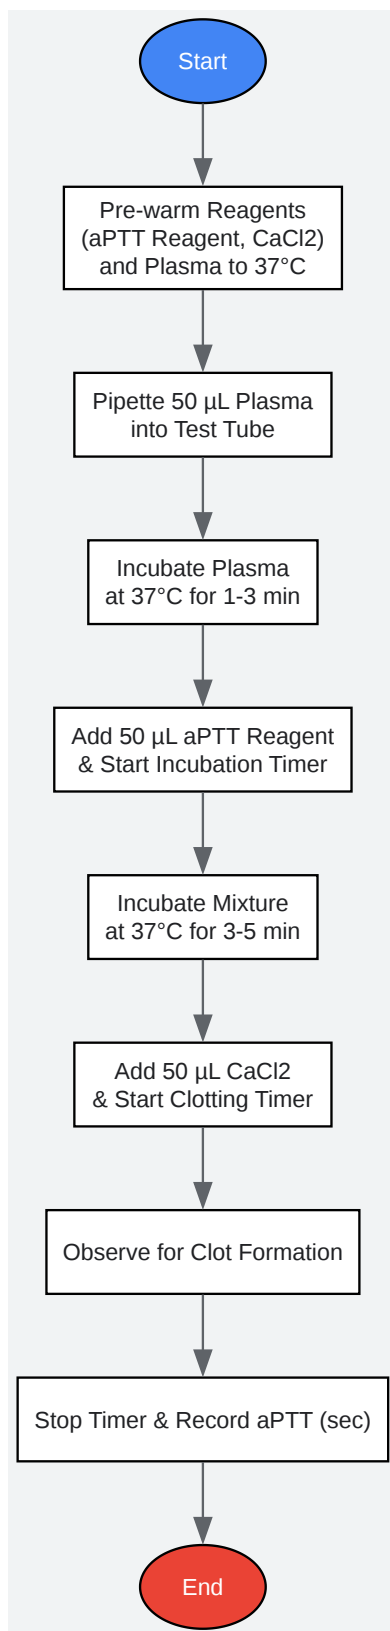 Start
Pre-warm Reagents
(aPTT Reagent, CaCl2)
and Plasma to 37°C
Pipette 50 µL Plasma
into Test Tube
Incubate Plasma
at 37°C for 1-3 min
Add 50 µL aPTT Reagent
& Start Incubation Timer
Incubate Mixture
at 37°C for 3-5 min
Add 50 µL CaCl2
& Start Clotting Timer
Observe for Clot Formation
Stop Timer & Record aPTT (sec)
End